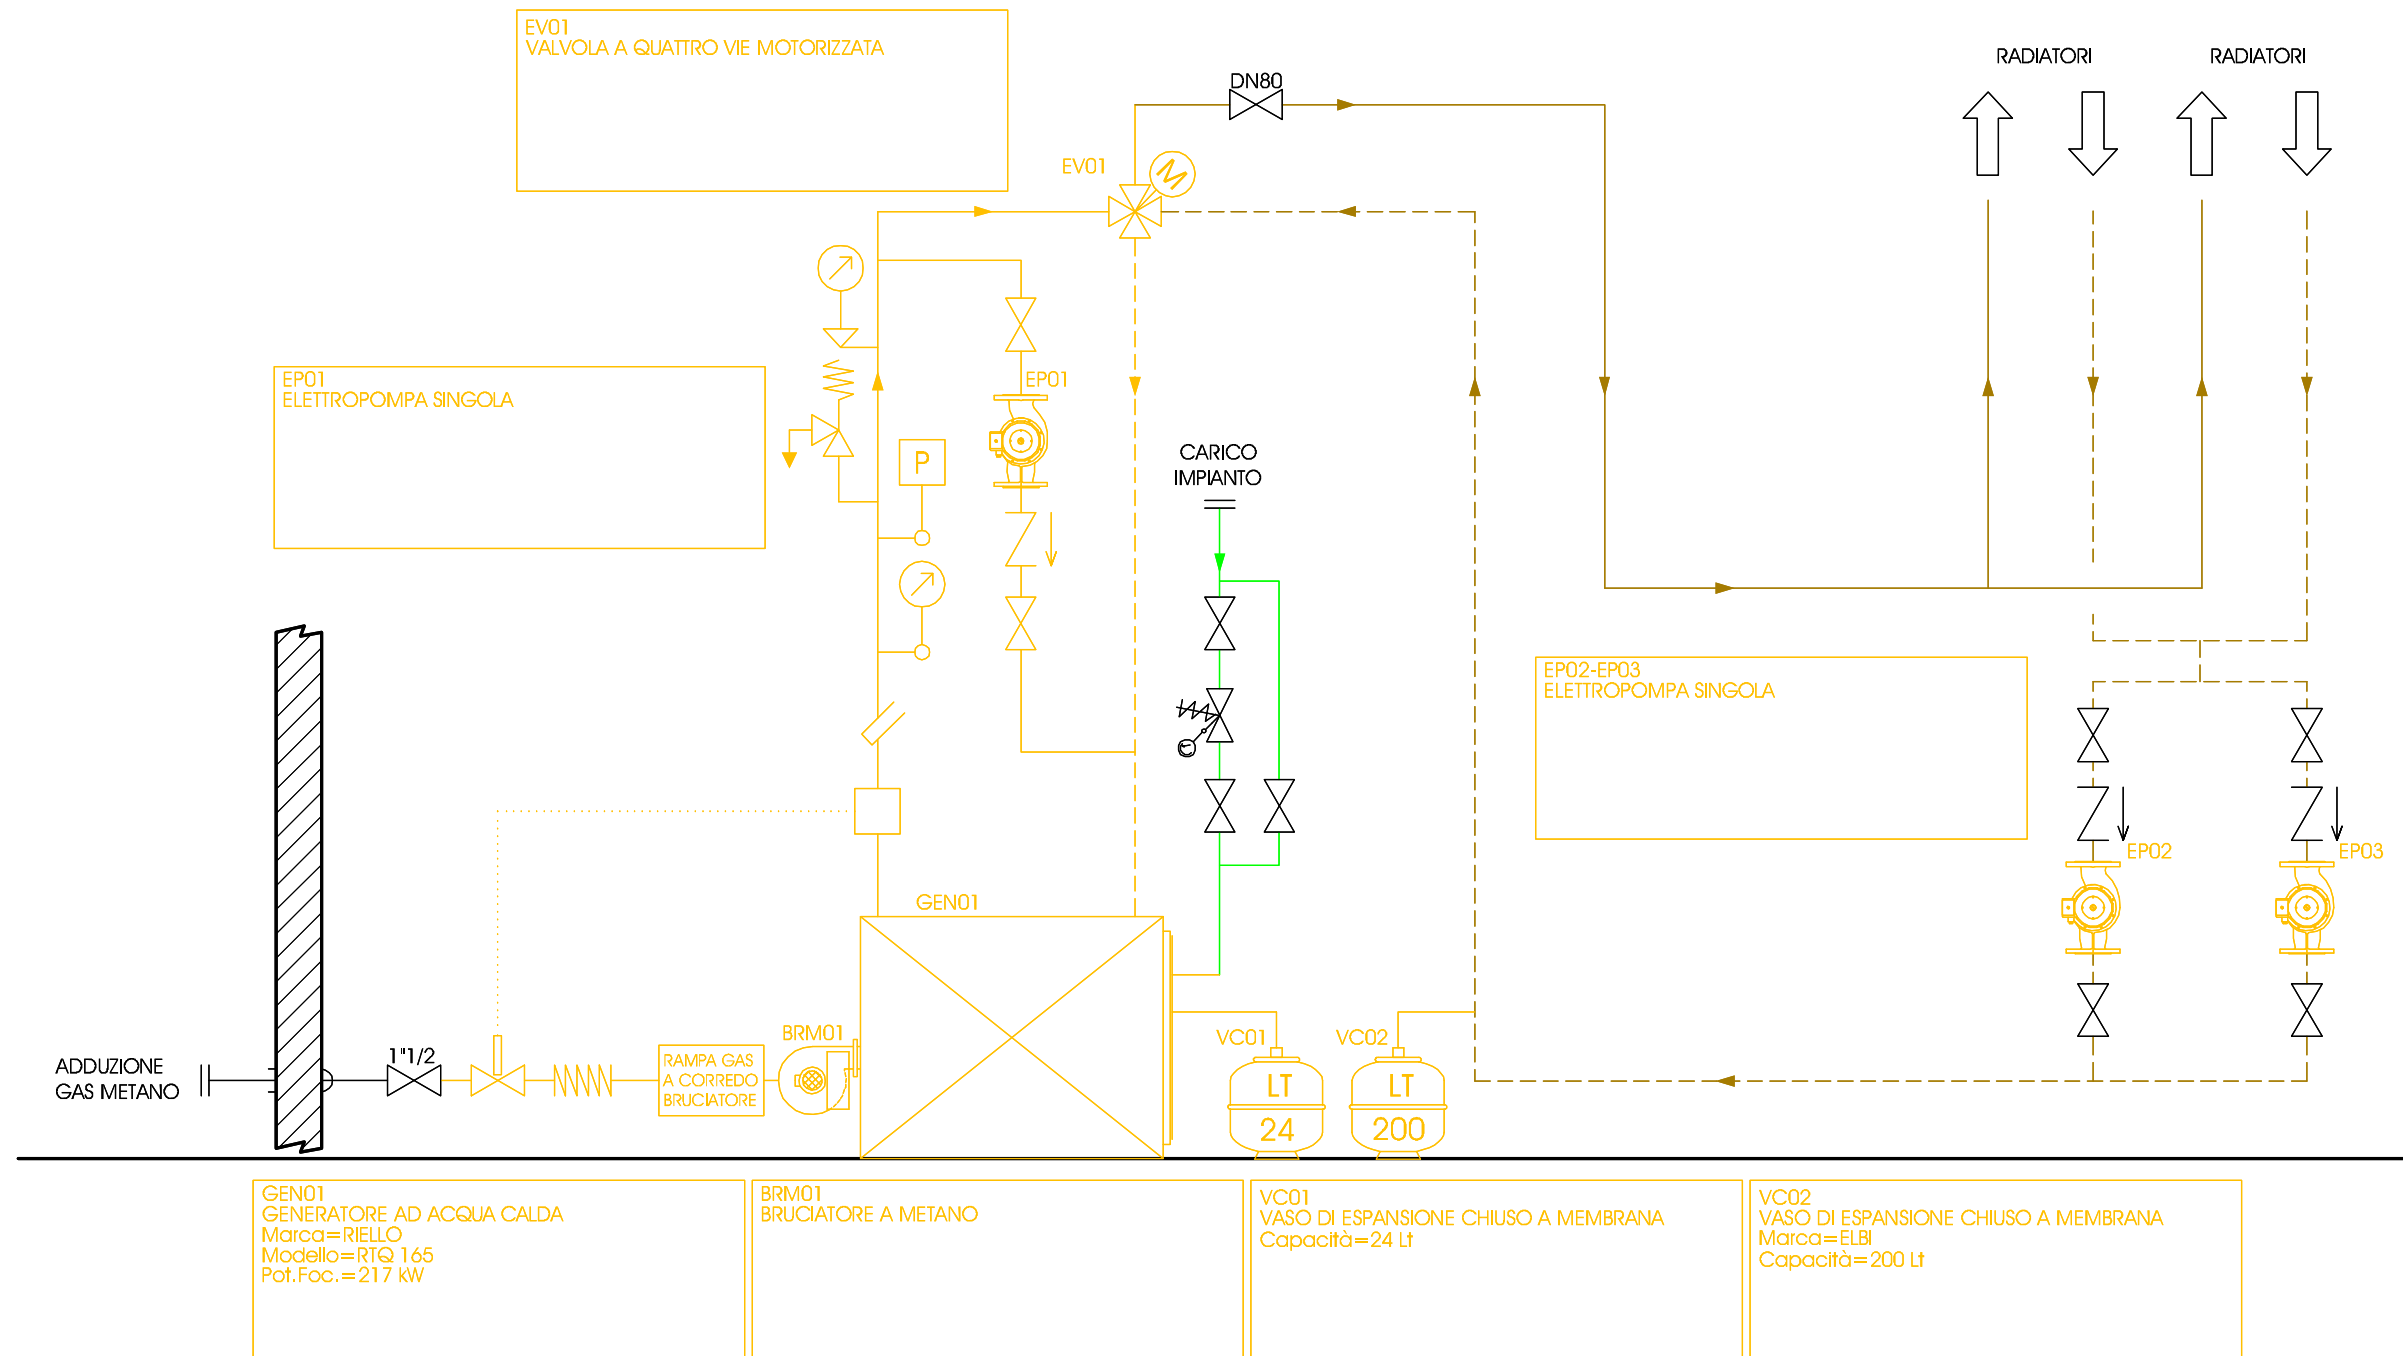 EV01
VALVOLA A QUATTRO VIE MOTORIZZATA
RADIATORI
RADIATORI
DN80
EV01
M
EP01
ELETTROPOMPA SINGOLA
EP01
P
CARICO
IMPIANTO
EP02-EP03
ELETTROPOMPA SINGOLA
EP02
EP03
GEN01
ADDUZIONE
GAS METANO
1"1/2
RAMPA GAS
A CORREDO
BRUCIATORE
BRM01
VC01
LT
24
VC02
LT
200
GEN01
GENERATORE AD ACQUA CALDA
Marca=RIELLO
Modello=RTQ 165
Pot.Foc.=217 kW
BRM01
BRUCIATORE A METANO
VC01
VASO DI ESPANSIONE CHIUSO A MEMBRANA
Capacità=24 Lt
VC02
VASO DI ESPANSIONE CHIUSO A MEMBRANA
Marca=ELBI
Capacità=200 Lt